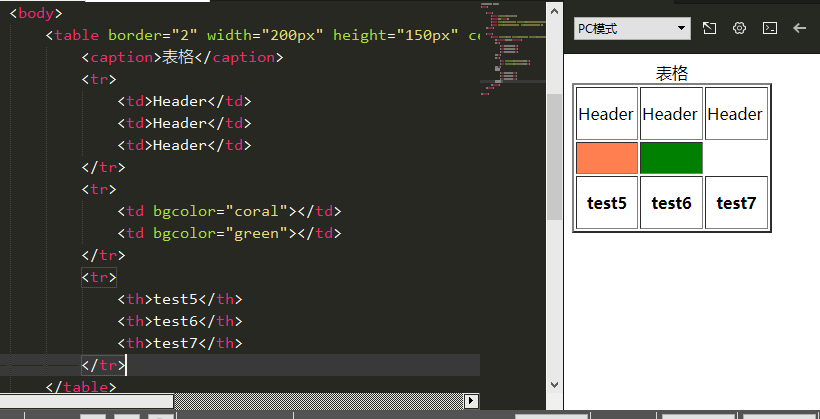 <body>
<table border="2" width="200px" height="150px" ce
<caption>表格</caption>
<tr>
<td>Header</td>
<td>Header</td>
<td>Header</td>
</tr>
<tr>
<td bgcolor="coral"></td>
<td bgcolor="green"></td>
</tr>
<tr>
<th>test5</th>
<th>test6</th>
<th>test7</th>
</tr>
</table>
PC模式
表格
Header Header Header
test5 test6 test7